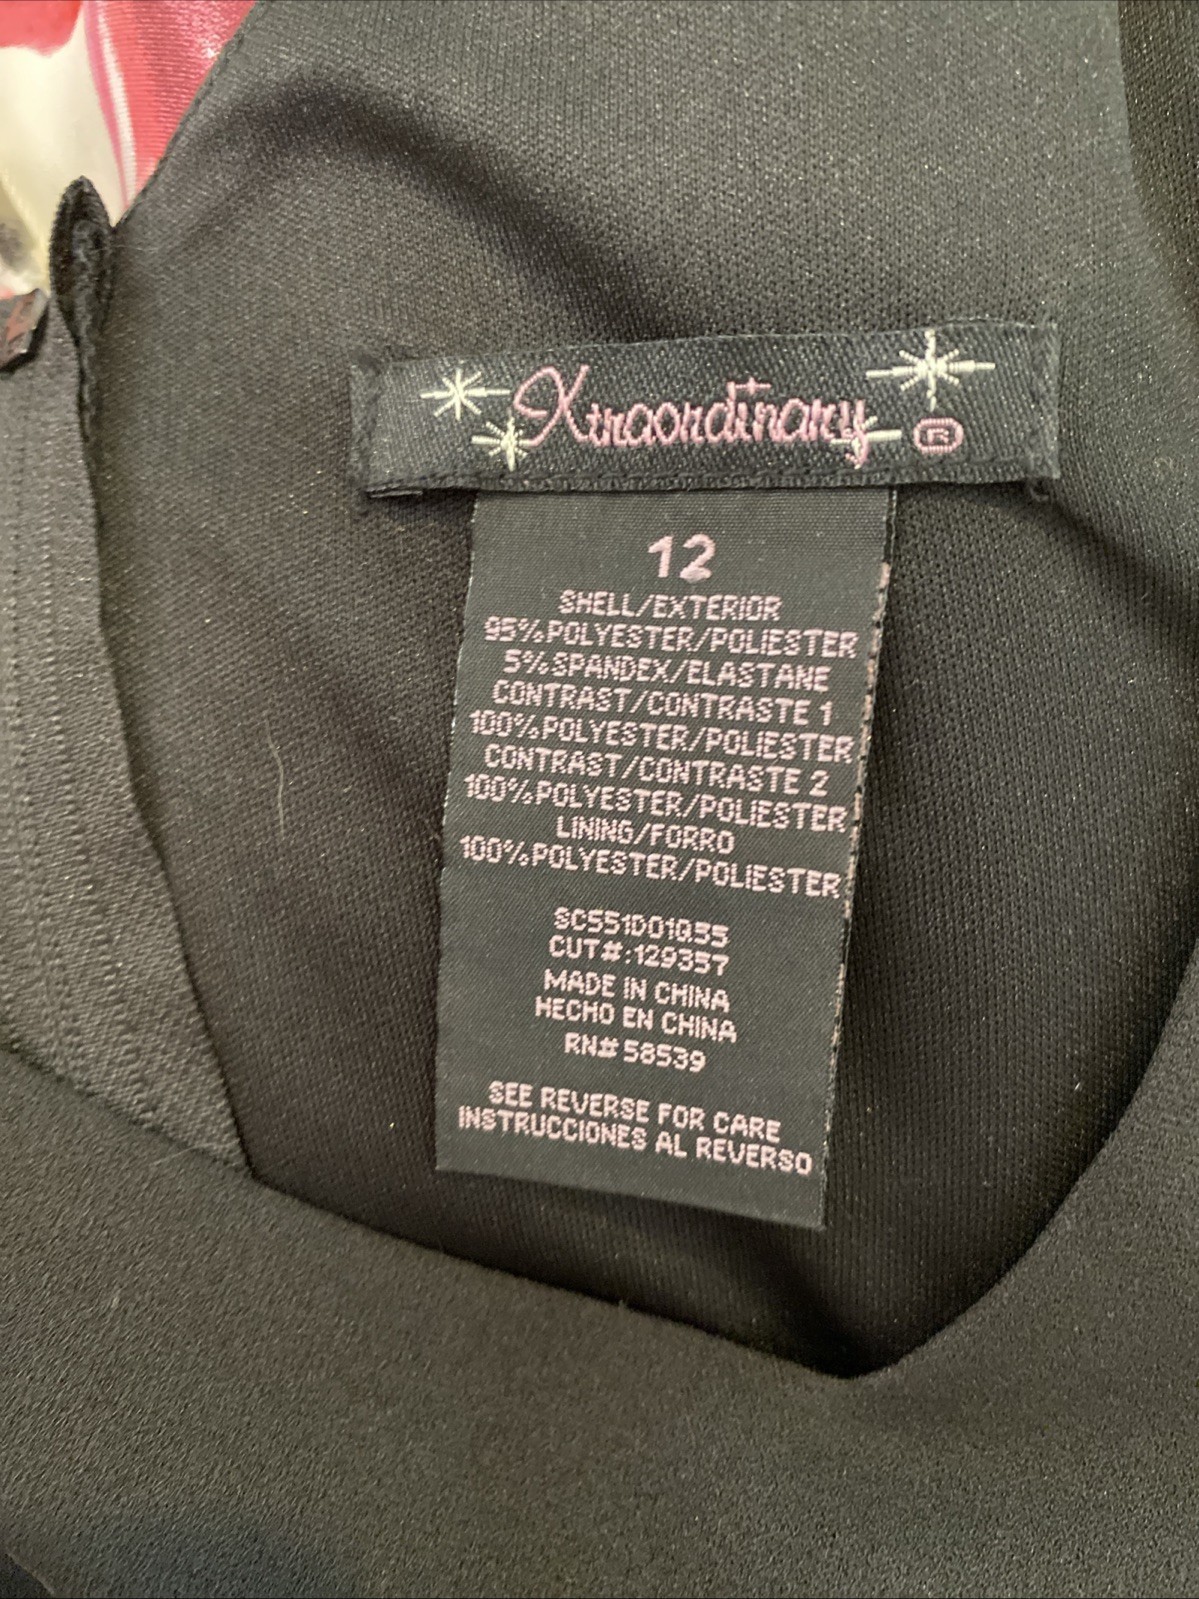 Xtraordinary ®
12
SHELL/EXTERIOR
95%POLYESTER/POLIESTER
5%SPANDEX/ELASTANE
CONTRAST/CONTRASTE 1
100%POLYESTER/POLIESTER
CONTRAST/CONTRASTE 2
100%POLYESTER/POLIESTER
LINING/FORRO
100%POLYESTER/POLIESTER
SC551D01Q55
CUT#:129357
MADE IN CHINA
HECHO EN CHINA
RN# 58539
SEE REVERSE FOR CARE
INSTRUCCIONES AL REVERSO